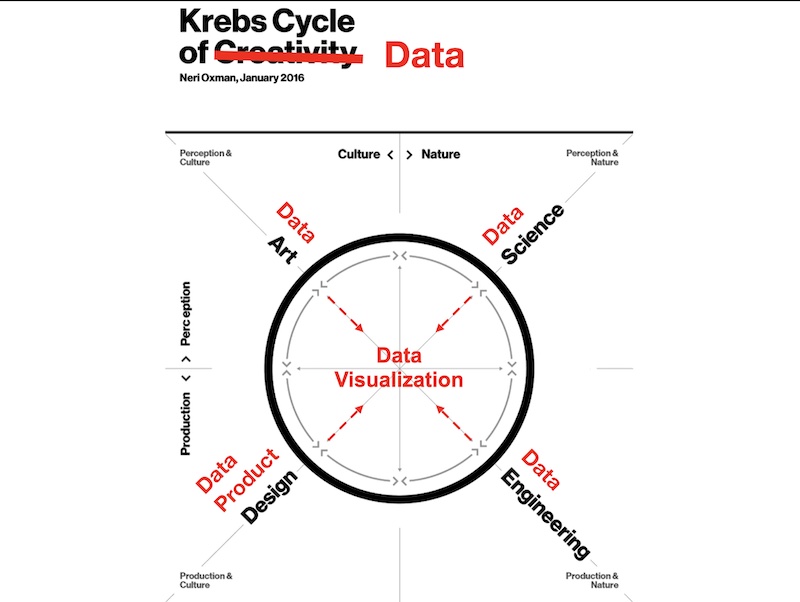 Krebs Cycle
of Creativity Data
Neri Oxman, January 2016
Perception &
Culture
Culture < > Nature
Perception &
Nature
Data
Art
Data
Science
Production < > Perception
Data
Visualization
Data
Product
Design
Data
Engineering
Production &
Culture
Production &
Nature